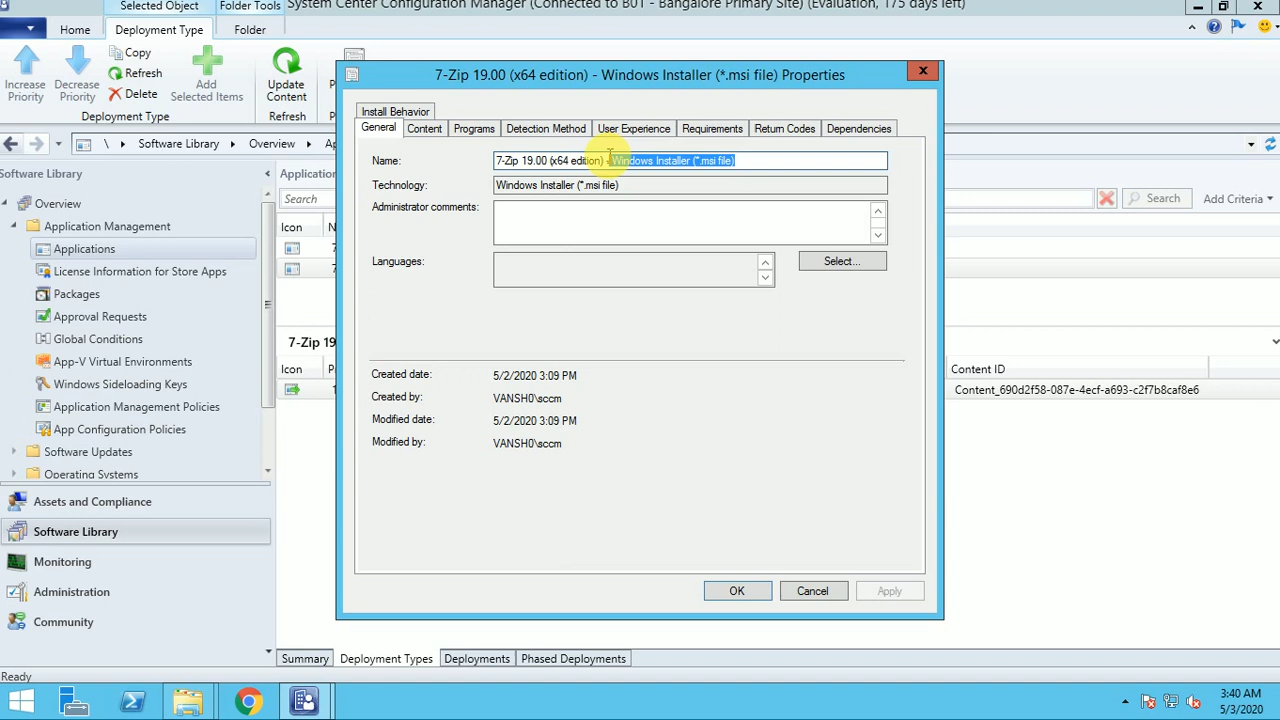 Selected Object
Folder Tools
System Center Configuration Manager (Connected to BUT - Bangalore Primary Site) (Evaluation, 175 days left)
Home
Deployment Type
Folder
Increase Priority
Decrease Priority
Copy
Refresh
Delete
Add Selected Items
Update Content
Deployment Type
Refresh
\ Software Library
Overview
Software Library
Overview
Application Management
Applications
License Information for Store Apps
Packages
Approval Requests
Global Conditions
App-V Virtual Environments
Windows Sideloading Keys
Application Management Policies
App Configuration Policies
Software Updates
Operating Systems
Assets and Compliance
Software Library
Monitoring
Administration
Community
Ready
Search
Search
Add Criteria
Icon
7-Zip 19
Icon
Content ID
Content_690d2f58-087e-4ecf-a693-c2f7b8caf8e6
7-Zip 19.00 (x64 edition) - Windows Installer (*.msi file) Properties
Install Behavior
General
Content
Programs
Detection Method
User Experience
Requirements
Return Codes
Dependencies
Name:
7-Zip 19.00 (x64 edition) - Windows Installer (*.msi file)
Technology:
Windows Installer (*.msi file)
Administrator comments:
Languages:
Select...
Created date:
5/2/2020 3:09 PM
Created by:
VANSH0\sccm
Modified date:
5/2/2020 3:09 PM
Modified by:
VANSH0\sccm
OK
Cancel
Apply
Summary
Deployment Types
Deployments
Phased Deployments
3:40 AM
5/3/2020